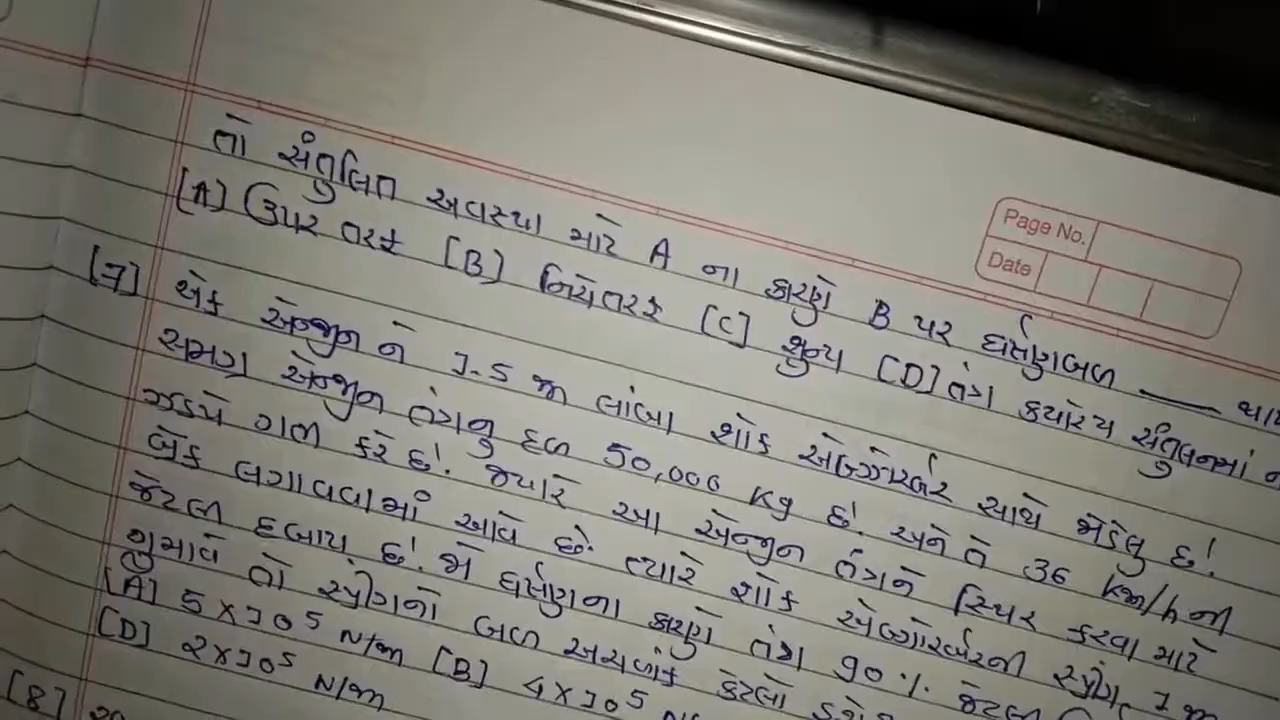 Page No.
Date
તો સંતુલિત અવસ્થા માટે A ના કારણે B પર ઘર્ષણબળ ____
[A] ઉપર તરફ [B] નિચેતરફ [C] શૂન્ય [D] તંત્ર ક્યારેય સંતુલનમાં
[7] એક એન્જીન ને 1.5 m લાંબા શોક એબ્ઝોર્બર સાથે જોડેલુ છે.
સમગ્ર એન્જીન તંત્રનુ દળ 50,000 kg છે. અને તે 36 km/h ની
ઝડપે ગતિ કરે છે. જ્યારે આ એન્જીન તંત્રને સ્થિર કરવા માટે
બ્રેક લગાવવામાં આવે છે. ત્યારે શોક એબ્ઝોર્બરની સ્પ્રીંગ 1 m
જેટલી દબાય છે. જો ઘર્ષણના કારણે તંત્ર 90 % જેટલી
ગુમાવે તો સ્પ્રીંગનો બળ અચળાંક કેટલો હશે
[A] 5 × 10⁵ N/m [B] 4 × 10⁵
[D] 2 × 10⁵ N/m
[8]